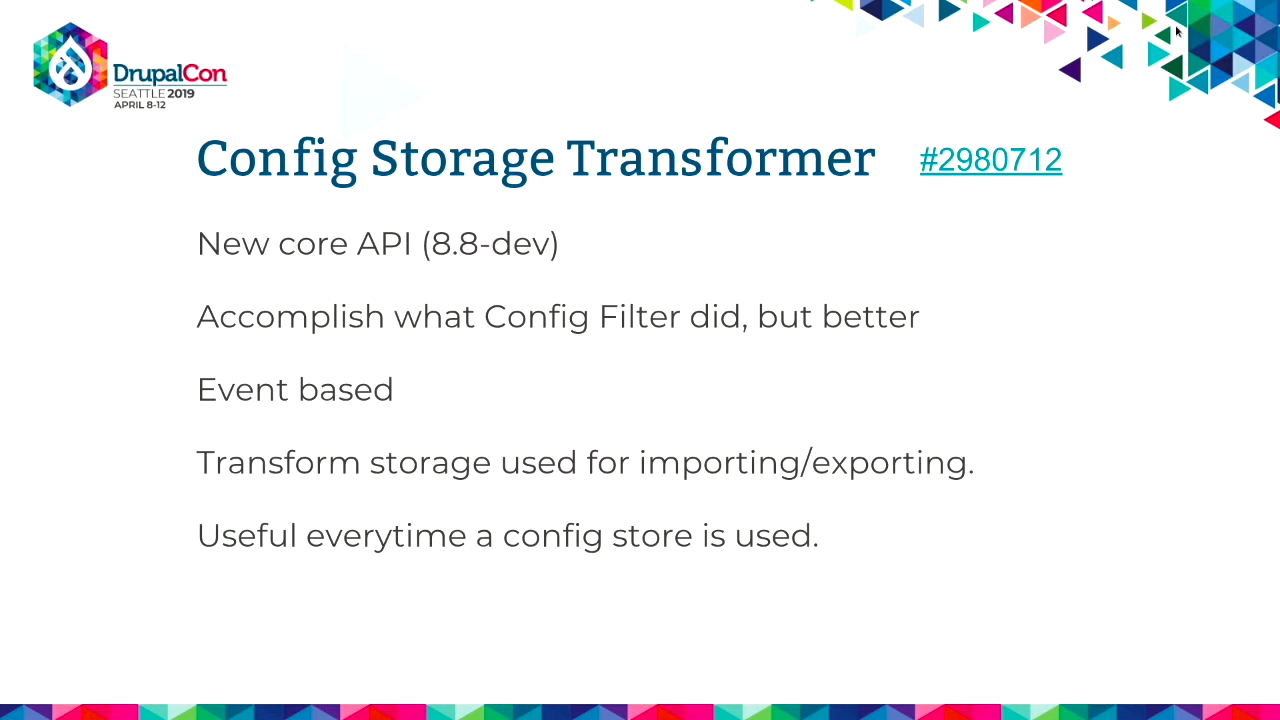 DrupalCon
SEATTLE 2019
APRIL 8-12
Config Storage Transformer #2980712
New core API (8.8-dev)
Accomplish what Config Filter did, but better
Event based
Transform storage used for importing/exporting.
Useful everytime a config store is used.